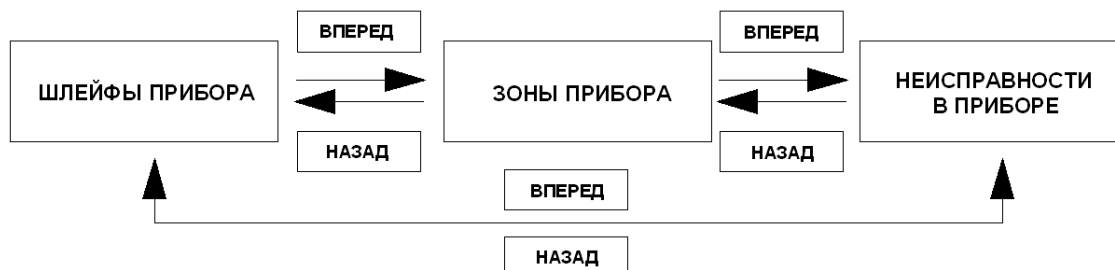 ВПЕРЕД
ВПЕРЕД
ШЛЕЙФЫ ПРИБОРА
ЗОНЫ ПРИБОРА
НЕИСПРАВНОСТИ
В ПРИБОРЕ
НАЗАД
НАЗАД
ВПЕРЕД
НАЗАД